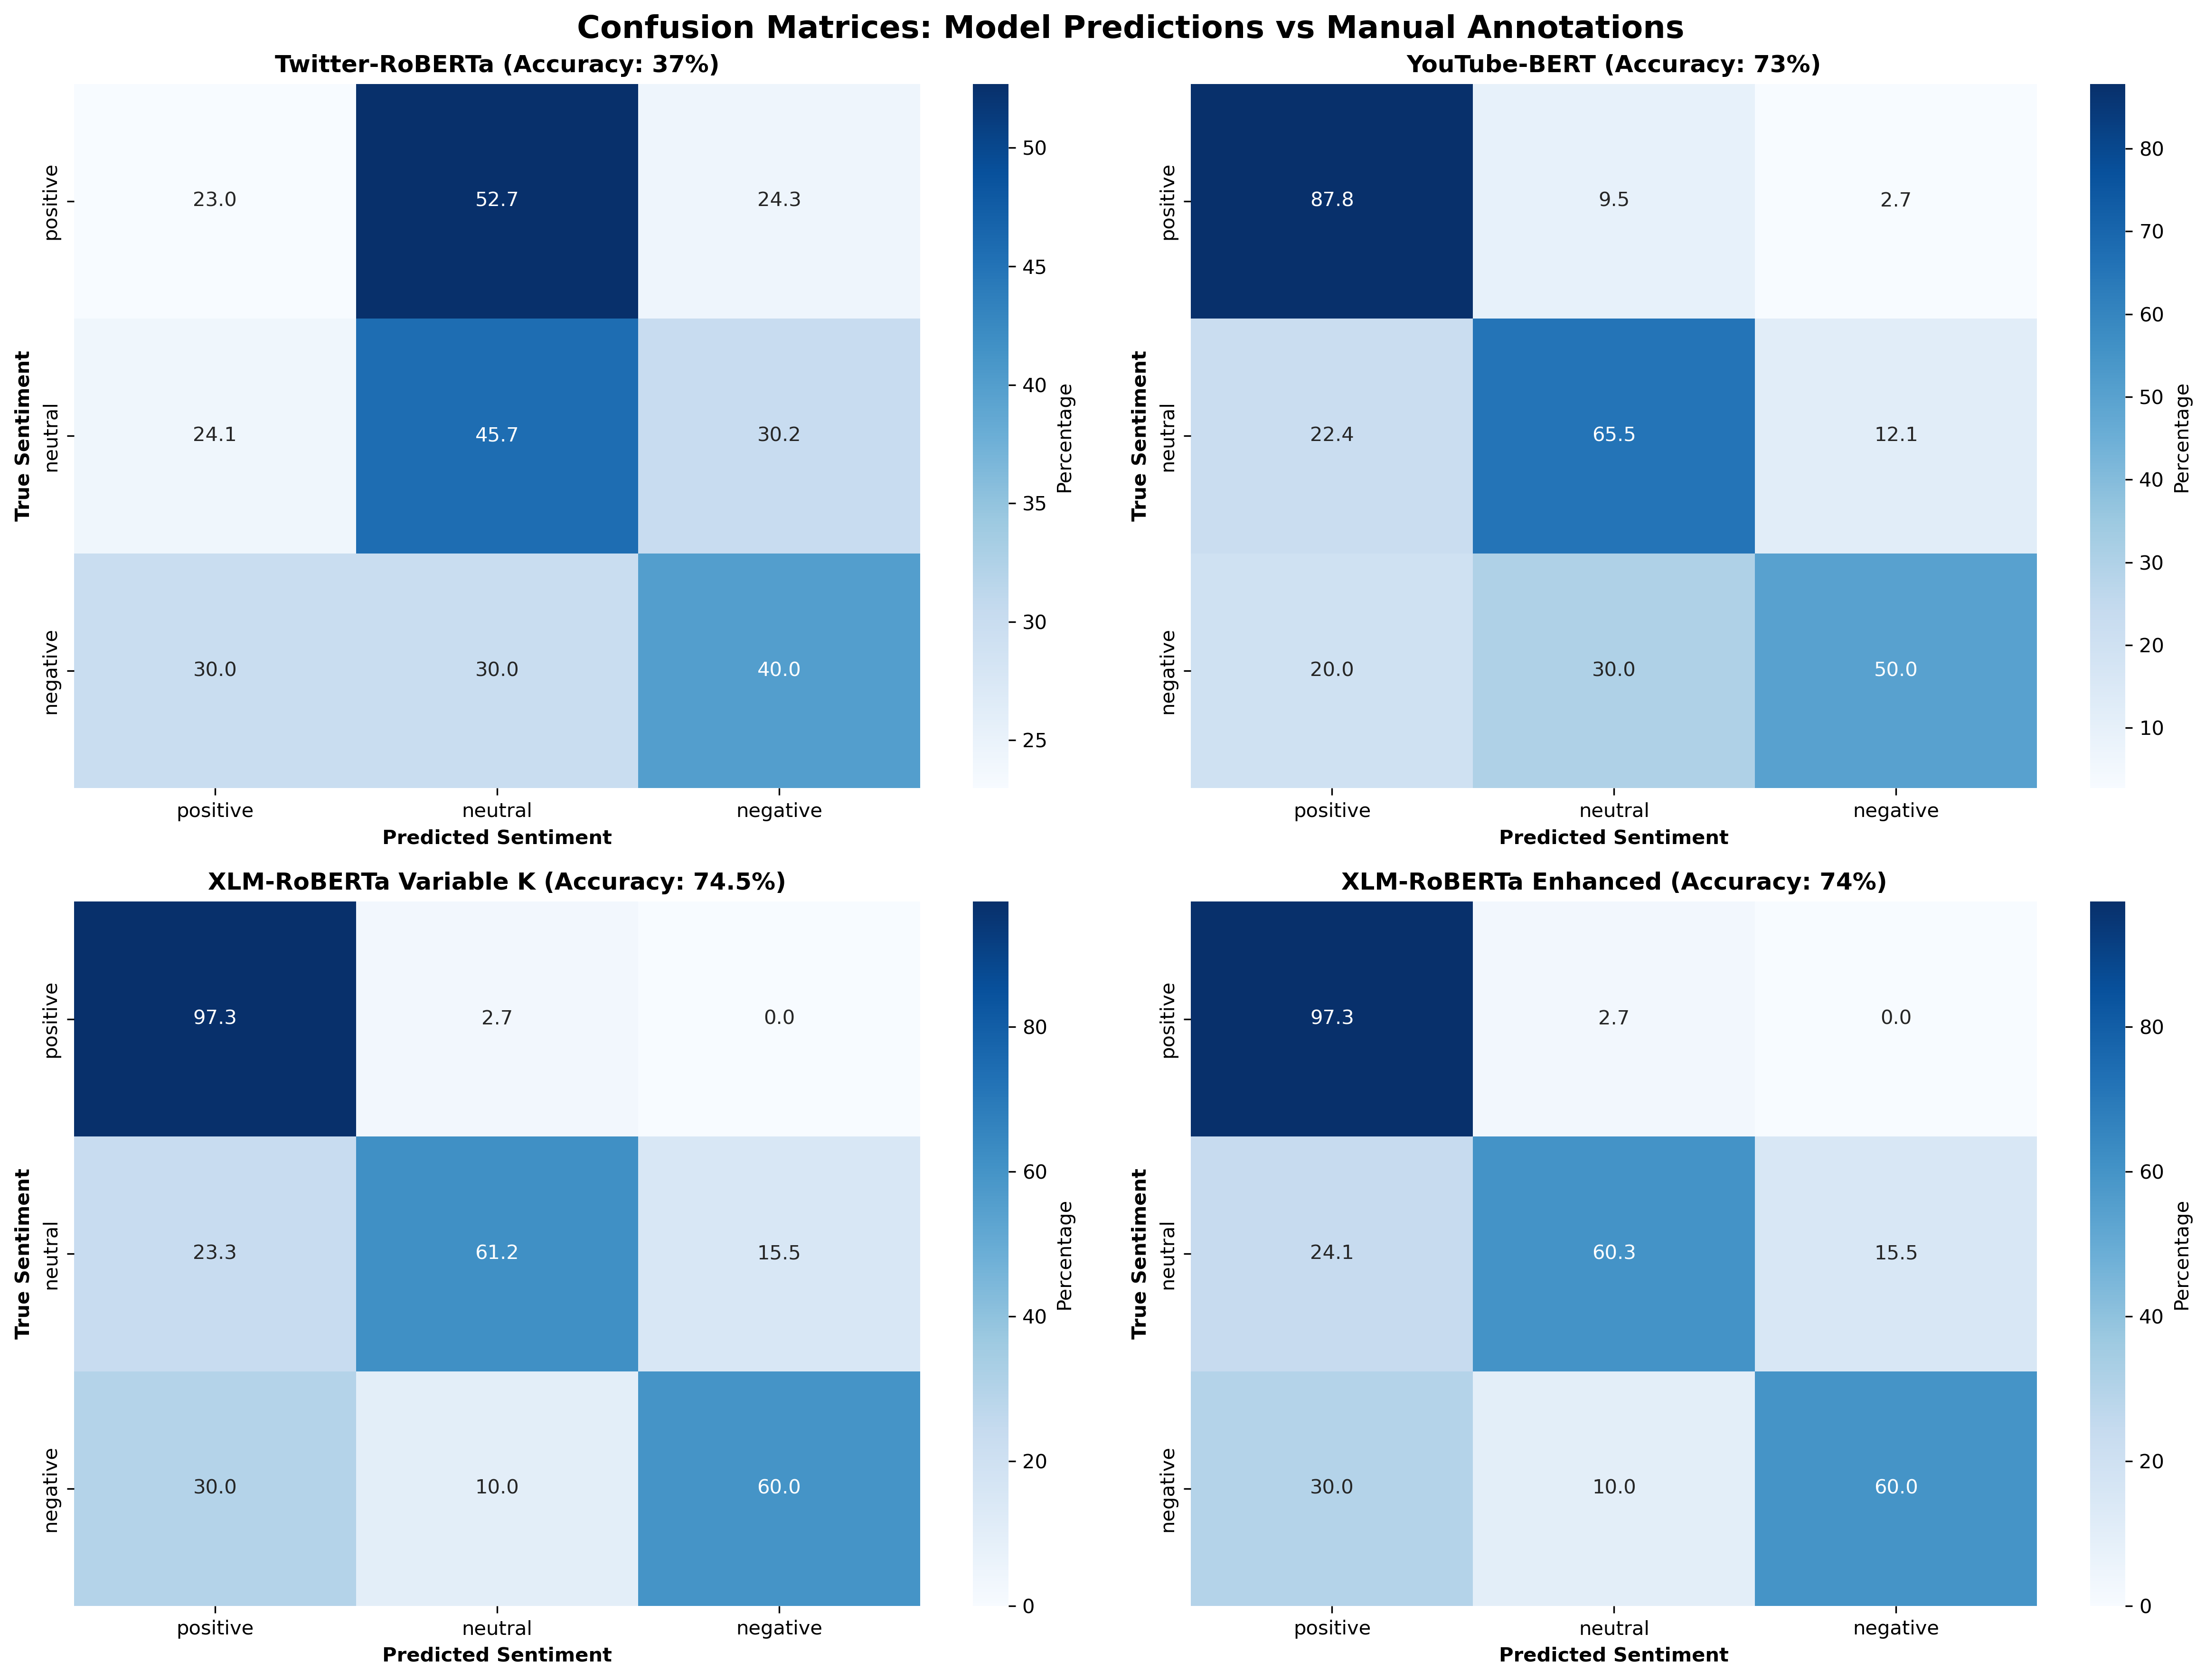 Confusion Matrices: Model Predictions vs Manual Annotations
Twitter-RoBERTa (Accuracy: 37%)
True Sentiment
positive
neutral
negative
23.0 52.7 24.3
24.1 45.7 30.2
30.0 30.0 40.0
positive neutral negative
Predicted Sentiment
50
45
40
35
30
25
Percentage
YouTube-BERT (Accuracy: 73%)
True Sentiment
positive
neutral
negative
87.8 9.5 2.7
22.4 65.5 12.1
20.0 30.0 50.0
positive neutral negative
Predicted Sentiment
80
70
60
50
40
30
20
10
Percentage
XLM-RoBERTa Variable K (Accuracy: 74.5%)
True Sentiment
positive
neutral
negative
97.3 2.7 0.0
23.3 61.2 15.5
30.0 10.0 60.0
positive neutral negative
Predicted Sentiment
80
60
40
20
0
Percentage
XLM-RoBERTa Enhanced (Accuracy: 74%)
True Sentiment
positive
neutral
negative
97.3 2.7 0.0
24.1 60.3 15.5
30.0 10.0 60.0
positive neutral negative
Predicted Sentiment
80
60
40
20
0
Percentage